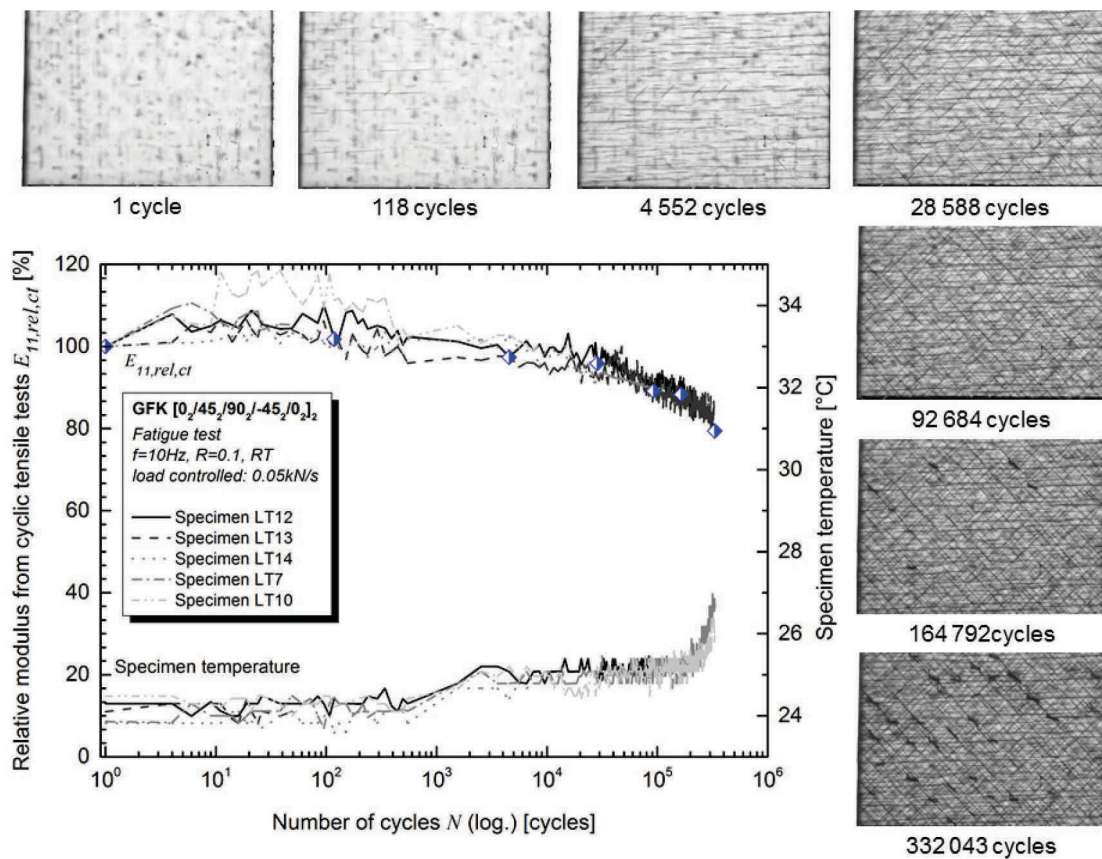 1 cycle
118 cycles
4 552 cycles
28 588 cycles
92 684 cycles
164 792cycles
332 043 cycles
Relative modulus from cyclic tensile tests E11,rel,ct [%]
120
100
80
60
40
20
0
E11,rel,ct
GFK [02/452/902/-452/02]2
Fatigue test
f=10Hz, R=0.1, RT
load controlled: 0.05kN/s
Specimen LT12
Specimen LT13
Specimen LT14
Specimen LT7
Specimen LT10
Specimen temperature
34
32
30
28
26
24
Specimen temperature [°C]
10^0
10^1
10^2
10^3
10^4
10^5
10^6
Number of cycles N (log.) [cycles]